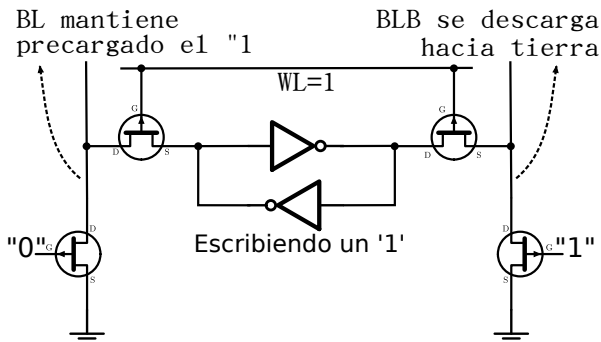 BL mantiene
precargado el "1
BLB se descarga
hacia tierra
WL=1
G
G
D
S
D
S
Escribiendo un '1'
D
D
"0"
G
G
"1"
S
S